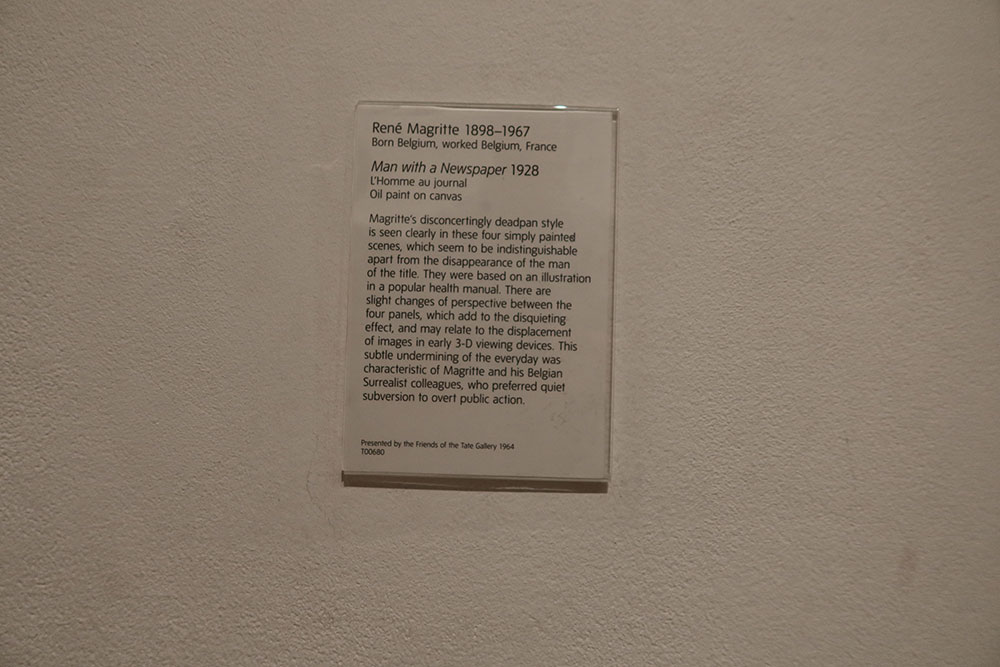 René Magritte 1898–1967
Born Belgium, worked Belgium, France
Man with a Newspaper 1928
L'Homme au journal
Oil paint on canvas
Magritte's disconcertingly deadpan style
is seen clearly in these four simply painted
scenes, which seem to be indistinguishable
apart from the disappearance of the man
of the title. They were based on an illustration
in a popular health manual. There are
slight changes of perspective between the
four panels, which add to the disquieting
effect, and may relate to the displacement
of images in early 3-D viewing devices. This
subtle undermining of the everyday was
characteristic of Magritte and his Belgian
Surrealist colleagues, who preferred quiet
subversion to overt public action.
Presented by the Friends of the Tate Gallery 1964
T00680